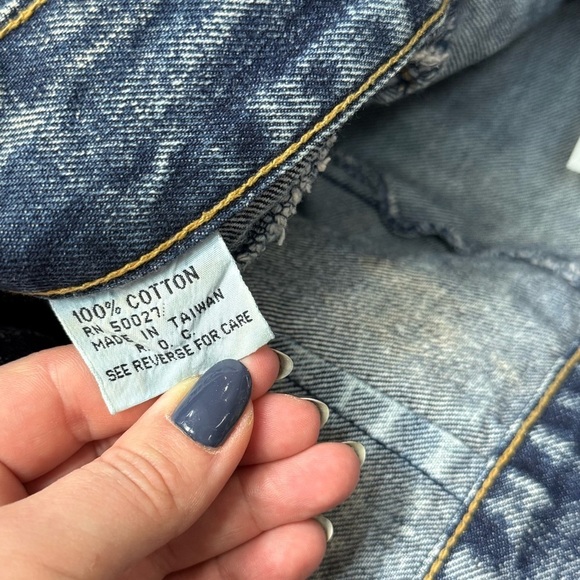 100% COTTON
RN 50027
MADE IN TAIWAN
R. O. C.
SEE REVERSE FOR CARE